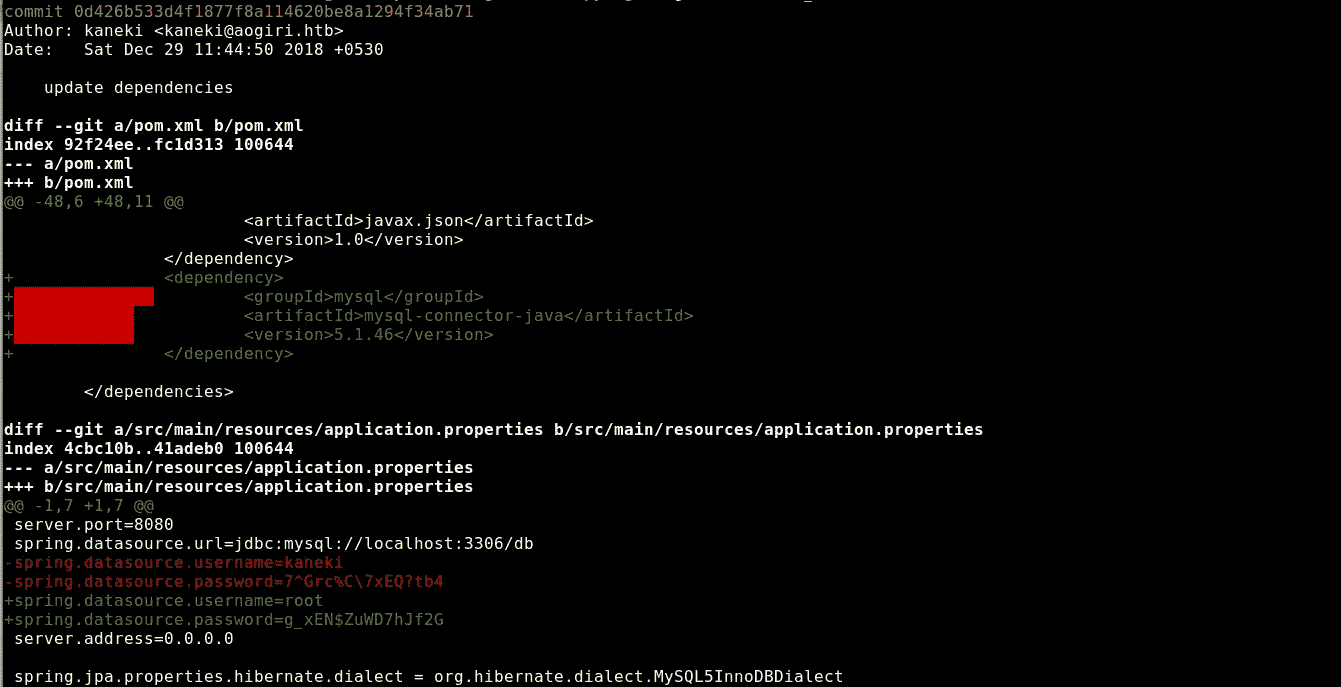 commit 0d426b533d4f1877f8a114620be8a1294f34ab71
Author: kaneki <kaneki@aogiri.htb>
Date:   Sat Dec 29 11:44:50 2018 +0530
    update dependencies
diff --git a/pom.xml b/pom.xml
index 92f24ee..fc1d313 100644
--- a/pom.xml
+++ b/pom.xml
@@ -48,6 +48,11 @@
                        <artifactId>javax.json</artifactId>
                        <version>1.0</version>
                </dependency>
+               <dependency>
+                       <groupId>mysql</groupId>
+                       <artifactId>mysql-connector-java</artifactId>
+                       <version>5.1.46</version>
+               </dependency>
        </dependencies>
diff --git a/src/main/resources/application.properties b/src/main/resources/application.properties
index 4cbc10b..41adeb0 100644
--- a/src/main/resources/application.properties
+++ b/src/main/resources/application.properties
@@ -1,7 +1,7 @@
 server.port=8080
 spring.datasource.url=jdbc:mysql://localhost:3306/db
-spring.datasource.username=kaneki
-spring.datasource.password=7^Grc%C\7xEQ?tb4
+spring.datasource.username=root
+spring.datasource.password=g_xEN$ZuWD7hJf2G
 server.address=0.0.0.0
 spring.jpa.properties.hibernate.dialect = org.hibernate.dialect.MySQL5InnoDBDialect